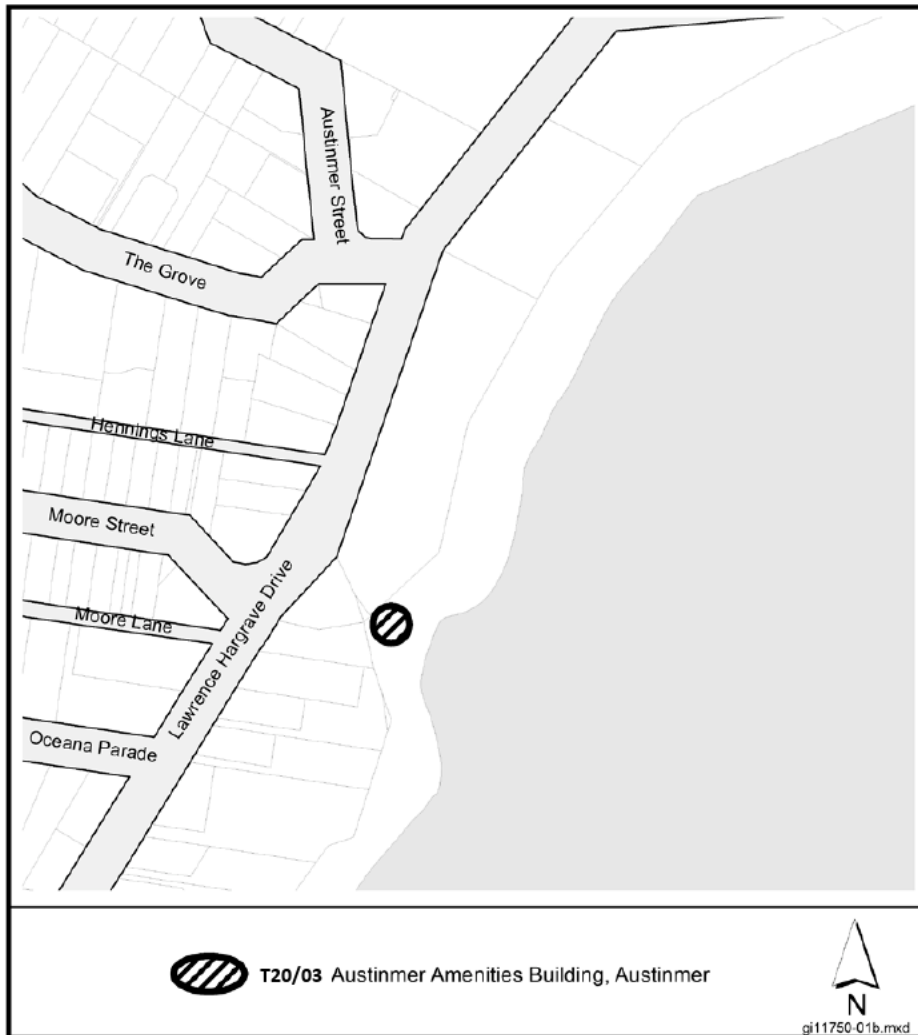 Austinmer Street
The Grove
Hennings Lane
Moore Street
Moore Lane
Lawrence Hargrave Drive
Oceana Parade
T20/03 Austinmer Amenities Building, Austinmer
N
gi11750-01b.mxd